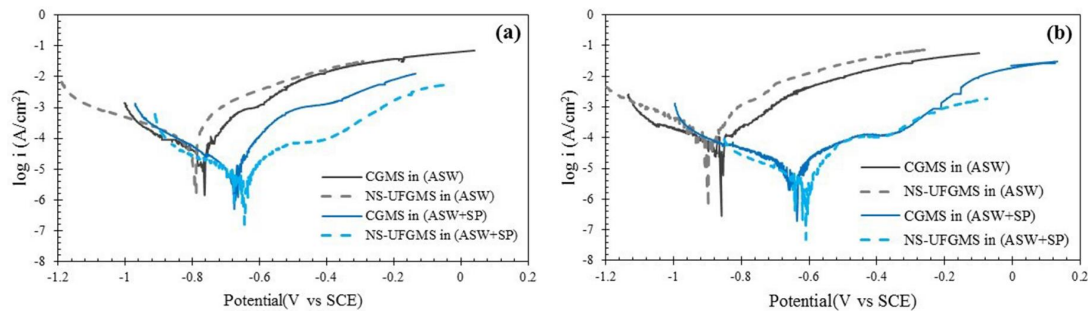 (a)
0
-1
-2
-3
-4
-5
-6
-7
-8
log i (A/cm²)
-1.2
-1
-0.8
-0.6
-0.4
-0.2
0
0.2
Potential(V vs SCE)
CGMS in (ASW)
NS-UFGMS in (ASW)
CGMS in (ASW+SP)
NS-UFGMS in (ASW+SP)
(b)
0
-1
-2
-3
-4
-5
-6
-7
-8
log i (A/cm²)
-1.2
-1
-0.8
-0.6
-0.4
-0.2
0
0.2
Potential(V vs SCE)
CGMS in (ASW)
NS-UFGMS in (ASW)
CGMS in (ASW+SP)
NS-UFGMS in (ASW+SP)